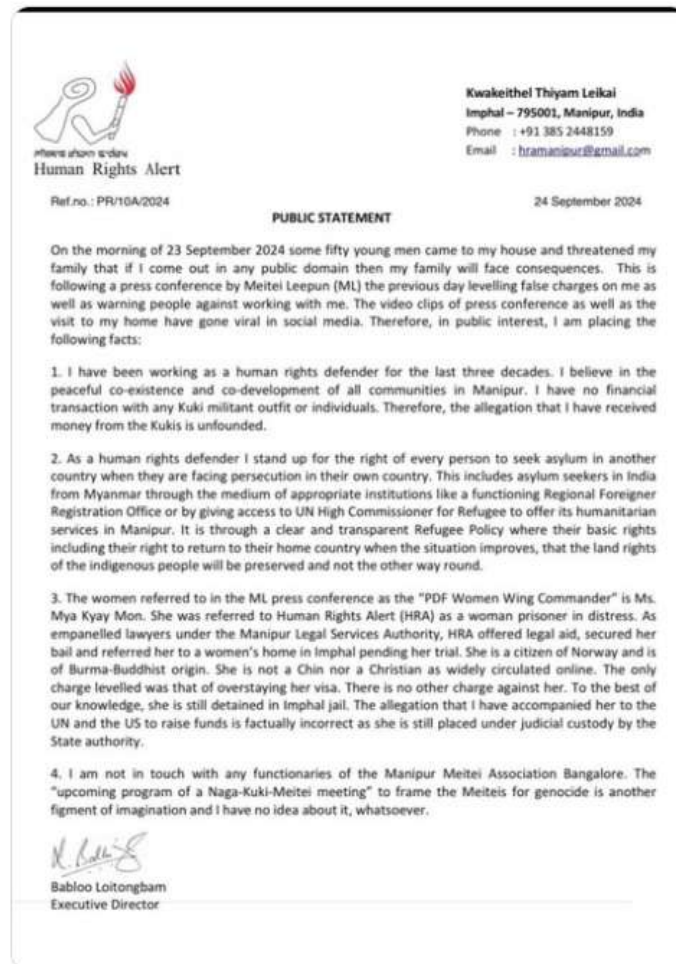 Human Rights Alert
Kwakeithel Thiyam Leikai
Imphal – 795001, Manipur, India
Phone : +91 385 2448159
Email : hramanipur@gmail.com
Ref.no.: PR/10A/2024
24 September 2024
PUBLIC STATEMENT
On the morning of 23 September 2024 some fifty young men came to my house and threatened my
family that if I come out in any public domain then my family will face consequences. This is
following a press conference by Meitei Leepun (ML) the previous day levelling false charges on me as
well as warning people against working with me. The video clips of press conference as well as the
visit to my home have gone viral in social media. Therefore, in public interest, I am placing the
following facts:
1. I have been working as a human rights defender for the last three decades. I believe in the
peaceful co-existence and co-development of all communities in Manipur. I have no financial
transaction with any Kuki militant outfit or individuals. Therefore, the allegation that I have received
money from the Kukis is unfounded.
2. As a human rights defender I stand up for the right of every person to seek asylum in another
country when they are facing persecution in their own country. This includes asylum seekers in India
from Myanmar through the medium of appropriate institutions like a functioning Regional Foreigner
Registration Office or by giving access to UN High Commissioner for Refugee to offer its humanitarian
services in Manipur. It is through a clear and transparent Refugee Policy where their basic rights
including their right to return to their home country when the situation improves, that the land rights
of the indigenous people will be preserved and not the other way round.
3. The women referred to in the ML press conference as the "PDF Women Wing Commander" is Ms.
Mya Kyay Mon. She was referred to Human Rights Alert (HRA) as a woman prisoner in distress. As
empanelled lawyers under the Manipur Legal Services Authority, HRA offered legal aid, secured her
bail and referred her to a women's home in Imphal pending her trial. She is a citizen of Norway and is
of Burma-Buddhist origin. She is not a Chin nor a Christian as widely circulated online. The only
charge levelled was that of overstaying her visa. There is no other charge against her. To the best of
our knowledge, she is still detained in Imphal jail. The allegation that I have accompanied her to the
UN and the US to raise funds is factually incorrect as she is still placed under judicial custody by the
State authority.
4. I am not in touch with any functionaries of the Manipur Meitei Association Bangalore. The
"upcoming program of a Naga-Kuki-Meitei meeting" to frame the Meiteis for genocide is another
figment of imagination and I have no idea about it, whatsoever.
Babloo Loitongbam
Executive Director